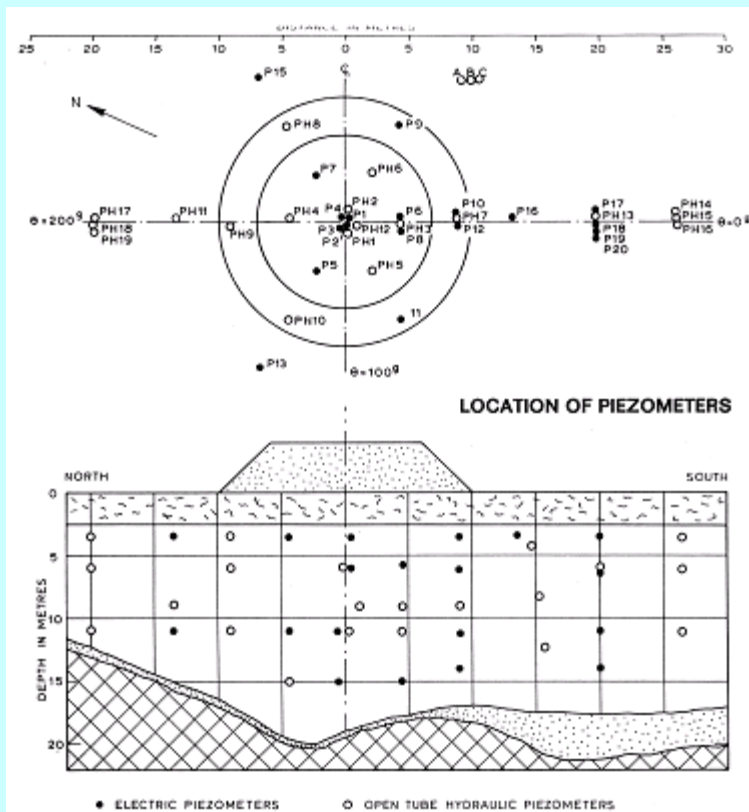 DISTANCE IN METRES
25 20 15 10 5 0 5 10 15 20 25 30
P15
A B C
N
PH8
P9
P7
PH6
PH17
PH11
PH4
P4
PH2
P1
P6
P10
P16
P17
PH14
θ=200g
PH7
PH13
PH15
θ=0g
PH18
PH9
P3
PH12
PH3
P12
P18
PH16
PH19
P2
PH1
P8
P19
P20
P5
PH5
PH10
11
P13
θ=100g
LOCATION OF PIEZOMETERS
NORTH
SOUTH
0
5
10
15
20
DEPTH IN METRES
ELECTRIC PIEZOMETERS
OPEN TUBE HYDRAULIC PIEZOMETERS